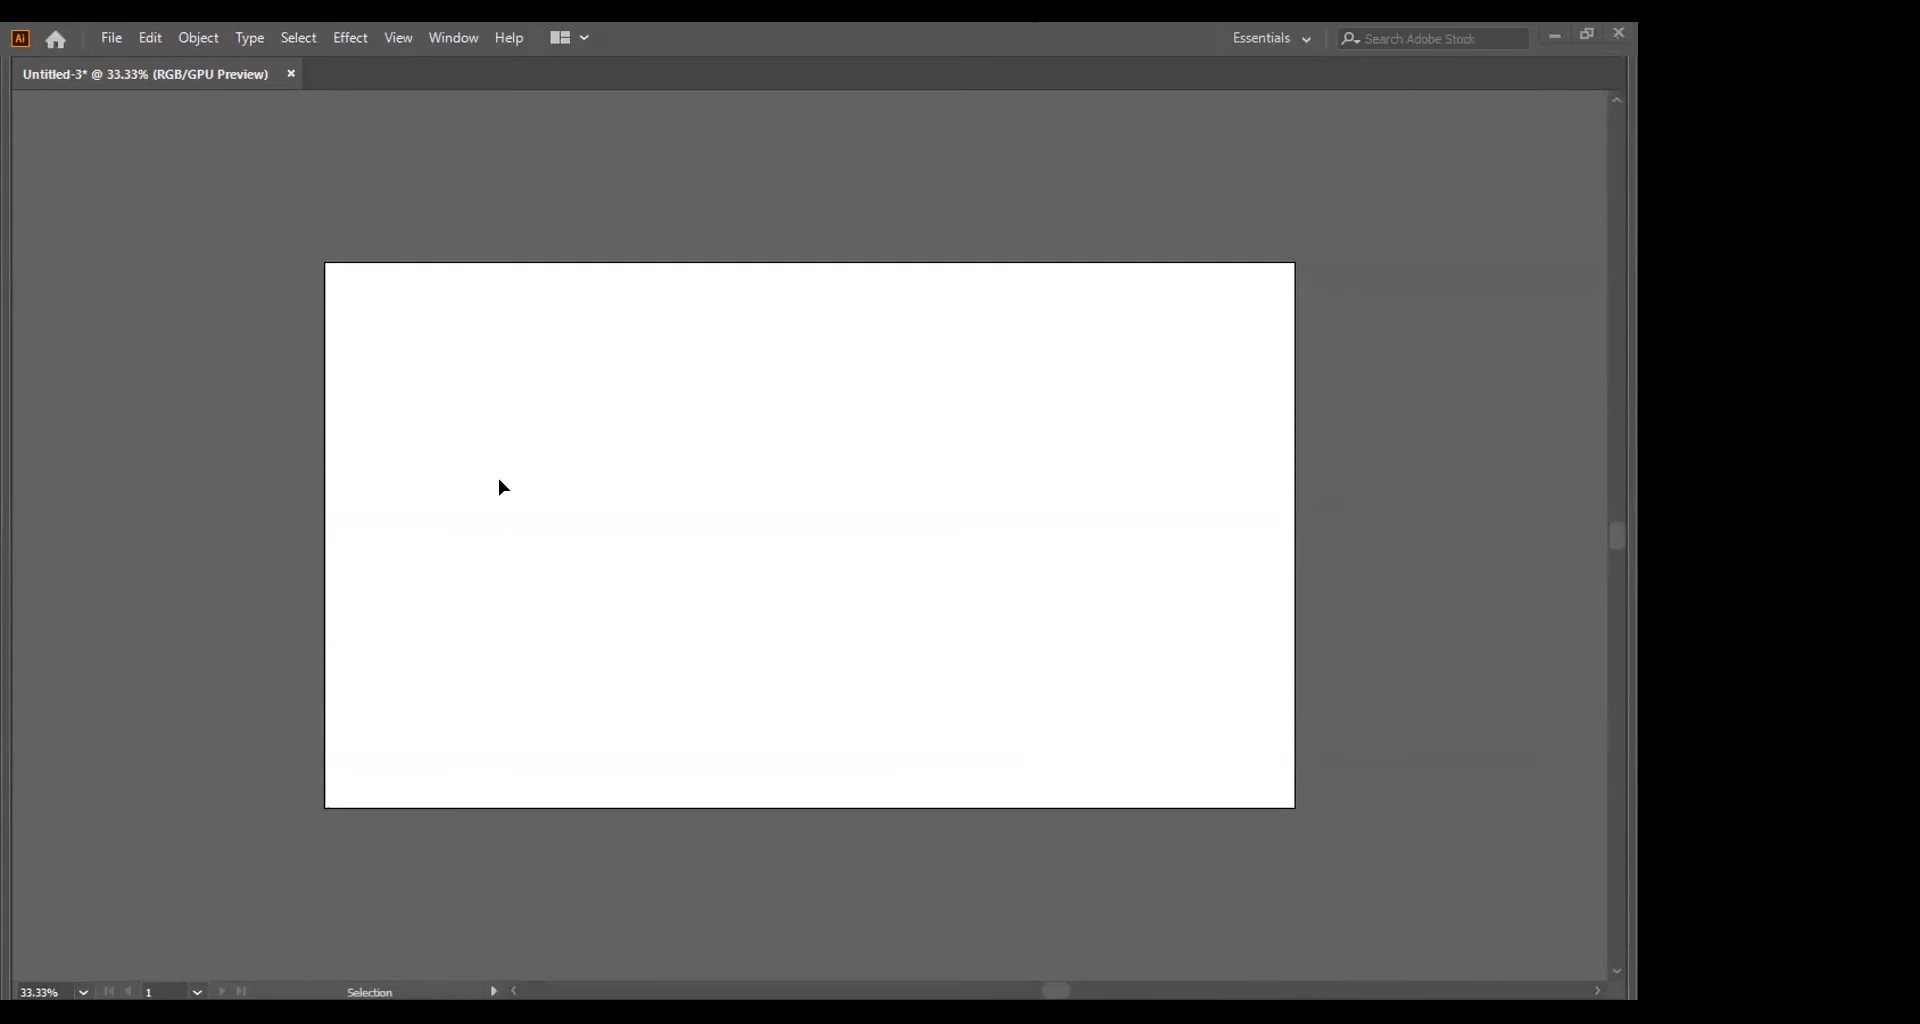 Ai File Edit Object Type Select Effect View Window Help Essentials Search Adobe Stock
Untitled-3* @ 33.33% (RGB/GPU Preview)
33.33% 1 Selection